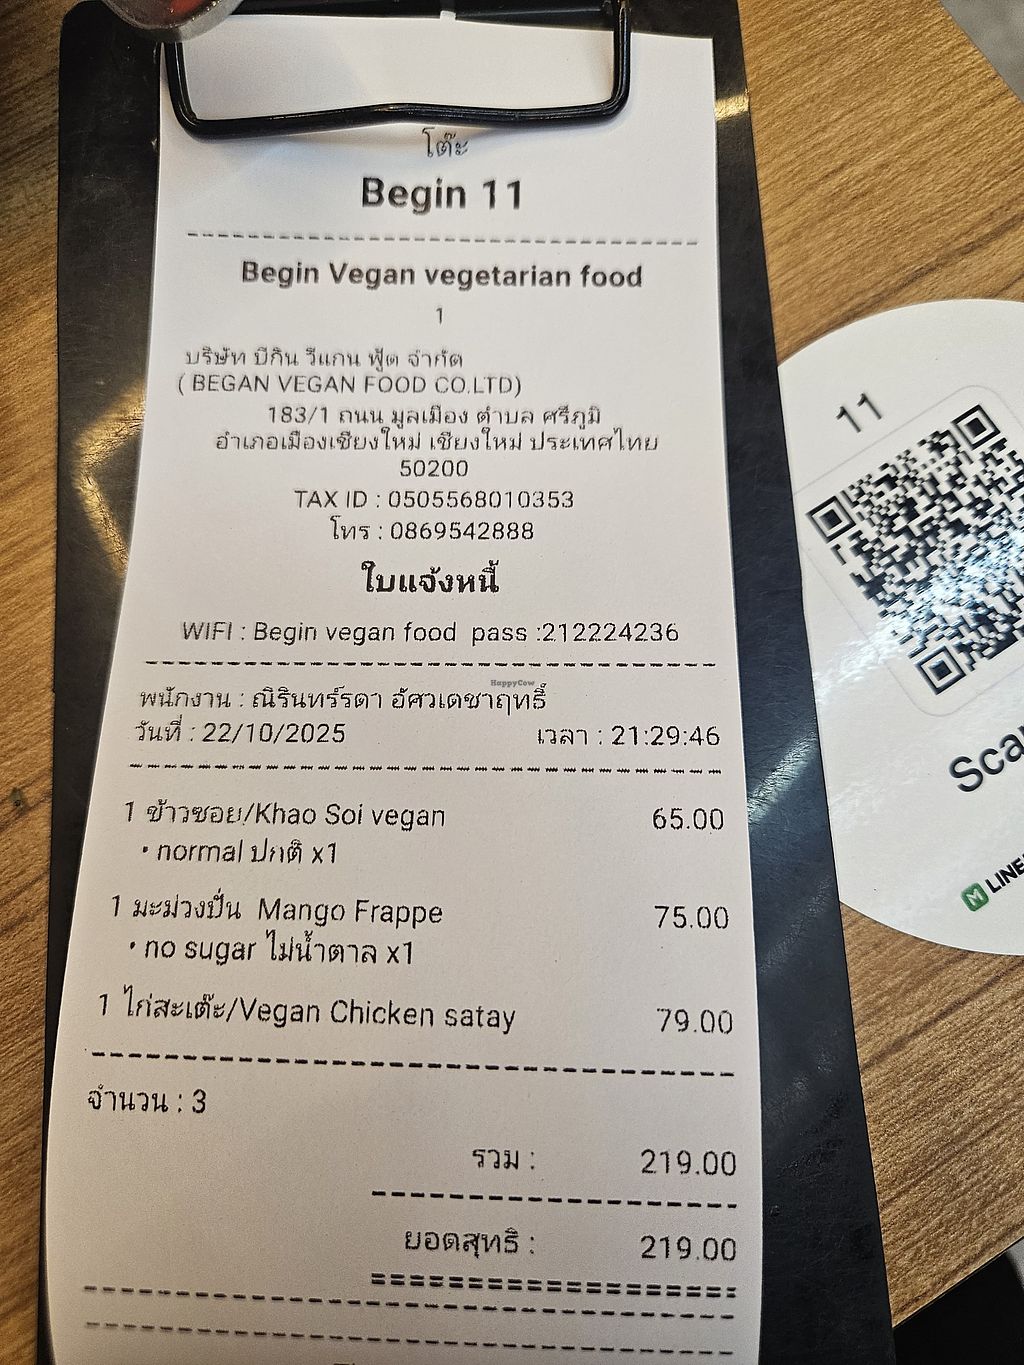 โต๊ะ
Begin 11
Begin Vegan vegetarian food
1
บริษัท บีกิน วีแกน ฟู้ด จำกัด
( BEGAN VEGAN FOOD CO.LTD)
183/1 ถนน มูลเมือง ตำบล ศรีภูมิ
อำเภอเมืองเชียงใหม่ เชียงใหม่ ประเทศไทย
50200
TAX ID : 0505568010353
โทร : 0869542888
ใบแจ้งหนี้
WIFI : Begin vegan food pass :212224236
HappyCow
พนักงาน : ณิรินทร์รดา อัศวเดชาฤทธิ์
วันที่ : 22/10/2025 เวลา : 21:29:46
1 ข้าวซอย/Khao Soi vegan 65.00
• normal ปกติ x1
1 มะม่วงปั่น Mango Frappe 75.00
• no sugar ไม่น้ำตาล x1
1 ไก่สะเต๊ะ/Vegan Chicken satay 79.00
จำนวน : 3
รวม : 219.00
ยอดสุทธิ : 219.00
11
Sca
LINE